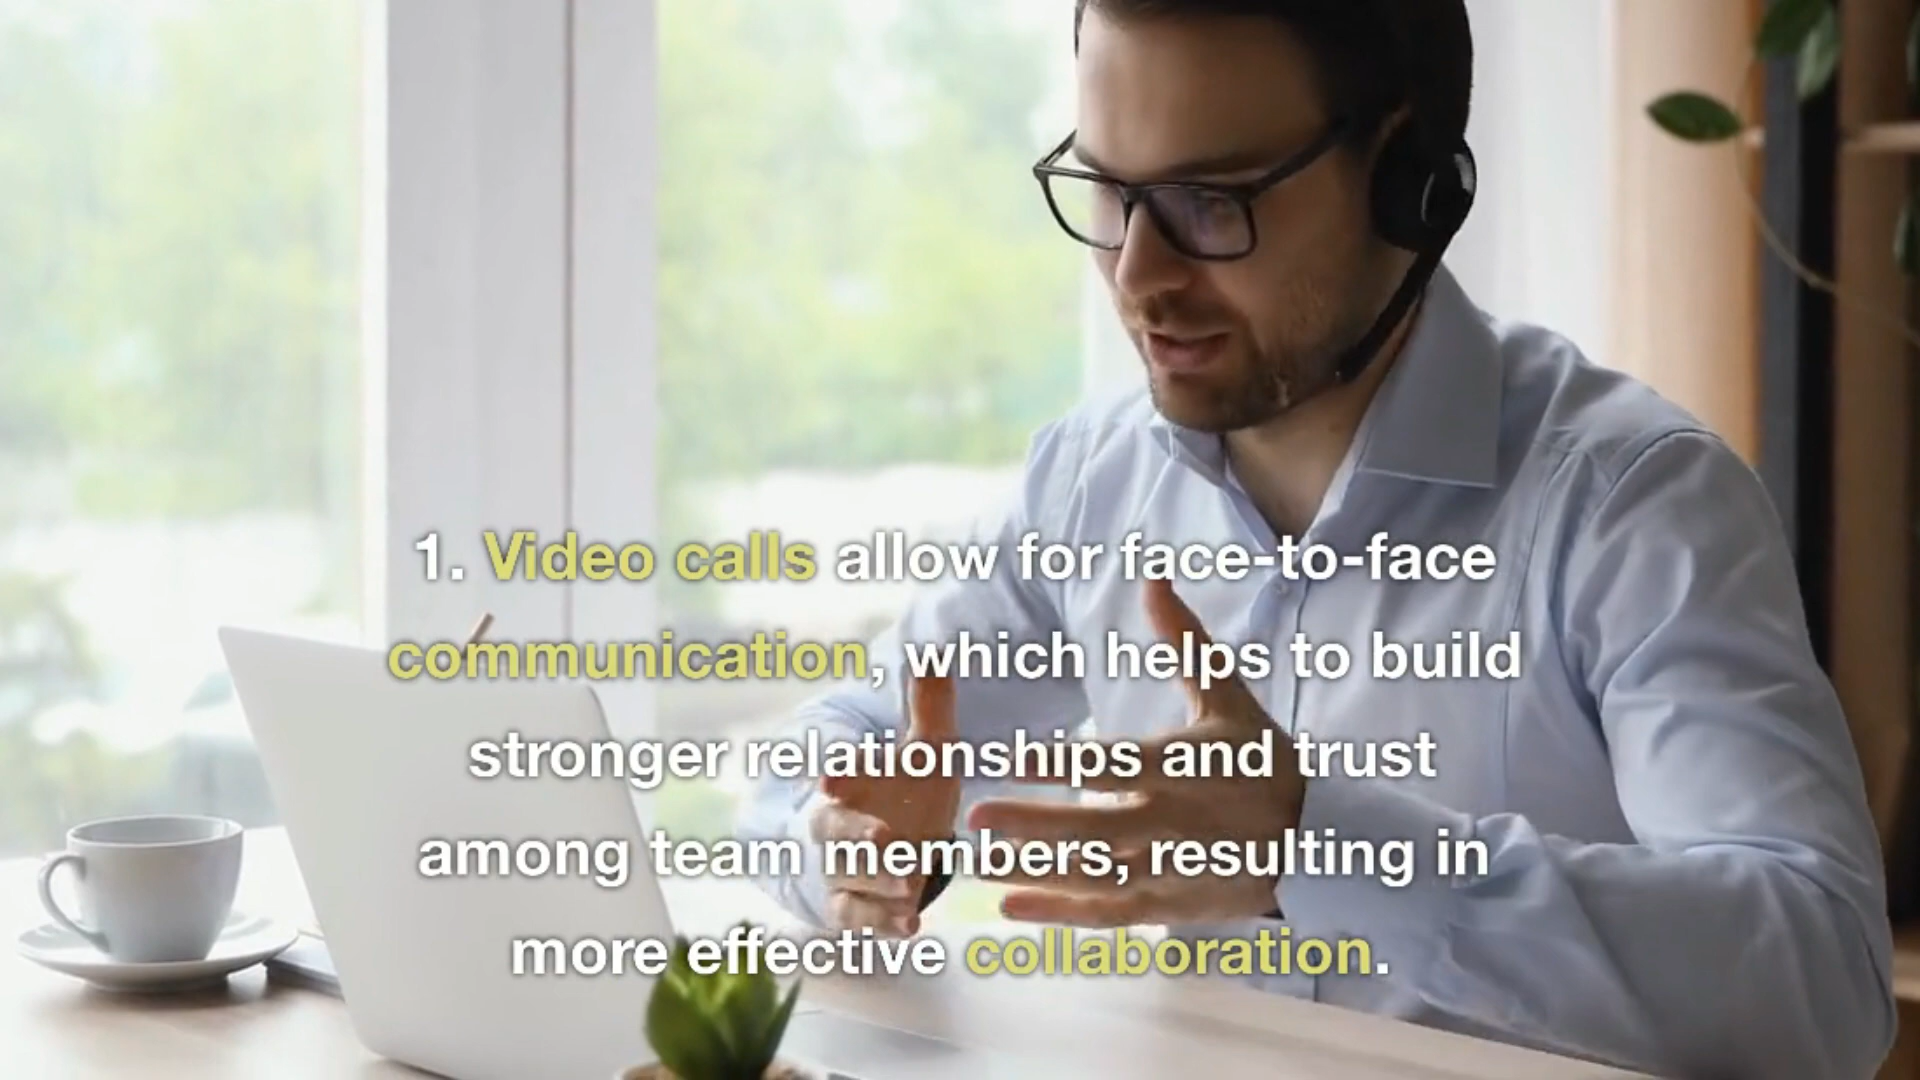 1. Video calls allow for face-to-face
communication, which helps to build
stronger relationships and trust
among team members, resulting in
more effective collaboration.